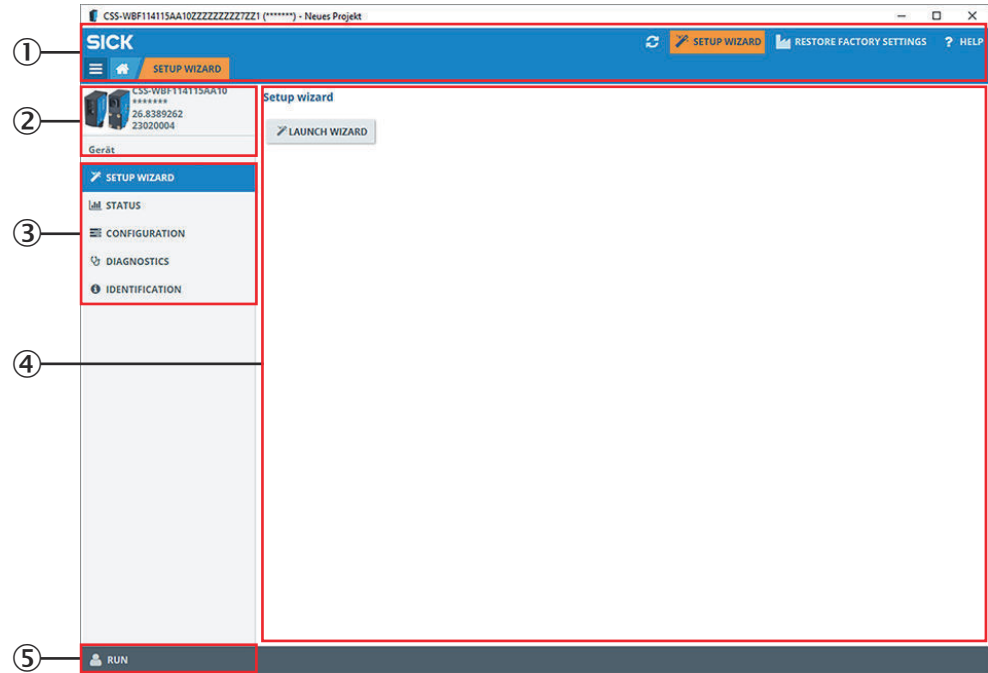 CSS-WBF114115AA10ZZZZZZZZZZ7ZZ1 (*******) - Neues Projekt
SICK
SETUP WIZARD
RESTORE FACTORY SETTINGS
? HELP
SETUP WIZARD
①
CSS-WBF114115AA10
*******
26.8389262
23020004
Gerät
②
Setup wizard
LAUNCH WIZARD
SETUP WIZARD
STATUS
CONFIGURATION
DIAGNOSTICS
IDENTIFICATION
③
④
⑤
RUN